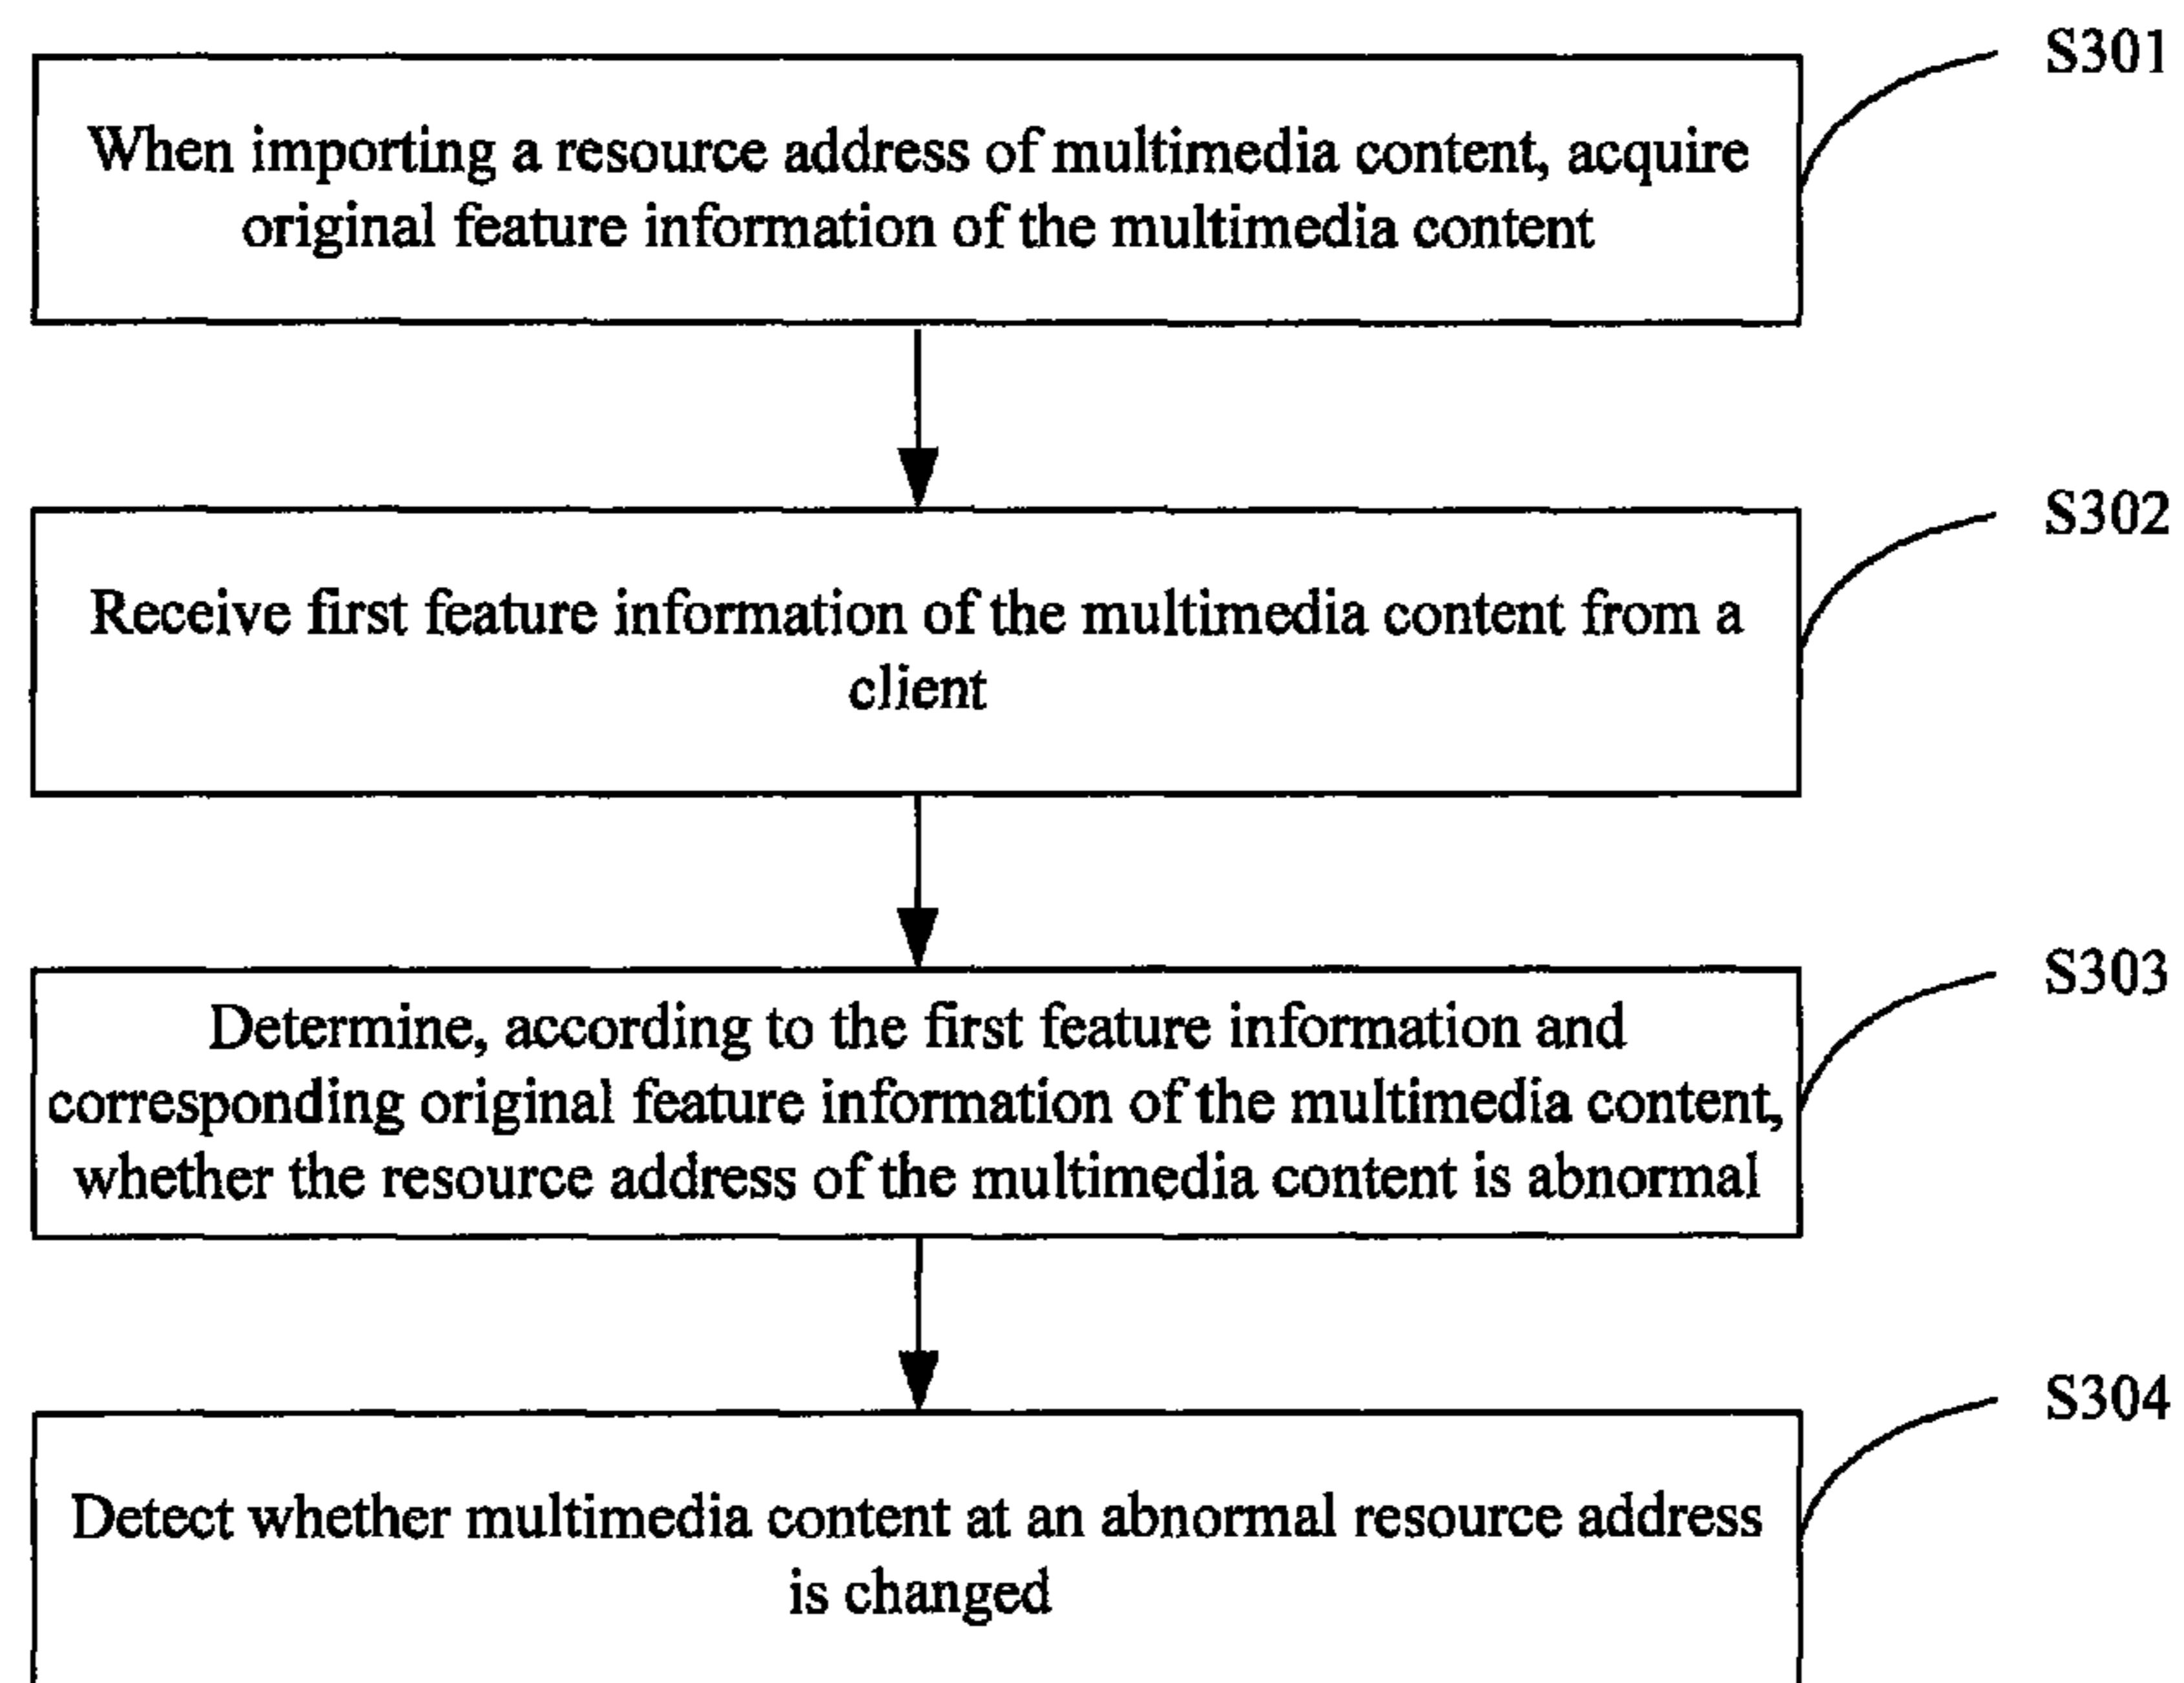 S301
When importing a resource address of multimedia content, acquire
original feature information of the multimedia content
S302
Receive first feature information of the multimedia content from a
client
S303
Determine, according to the first feature information and
corresponding original feature information of the multimedia content,
whether the resource address of the multimedia content is abnormal
S304
Detect whether multimedia content at an abnormal resource address
is changed